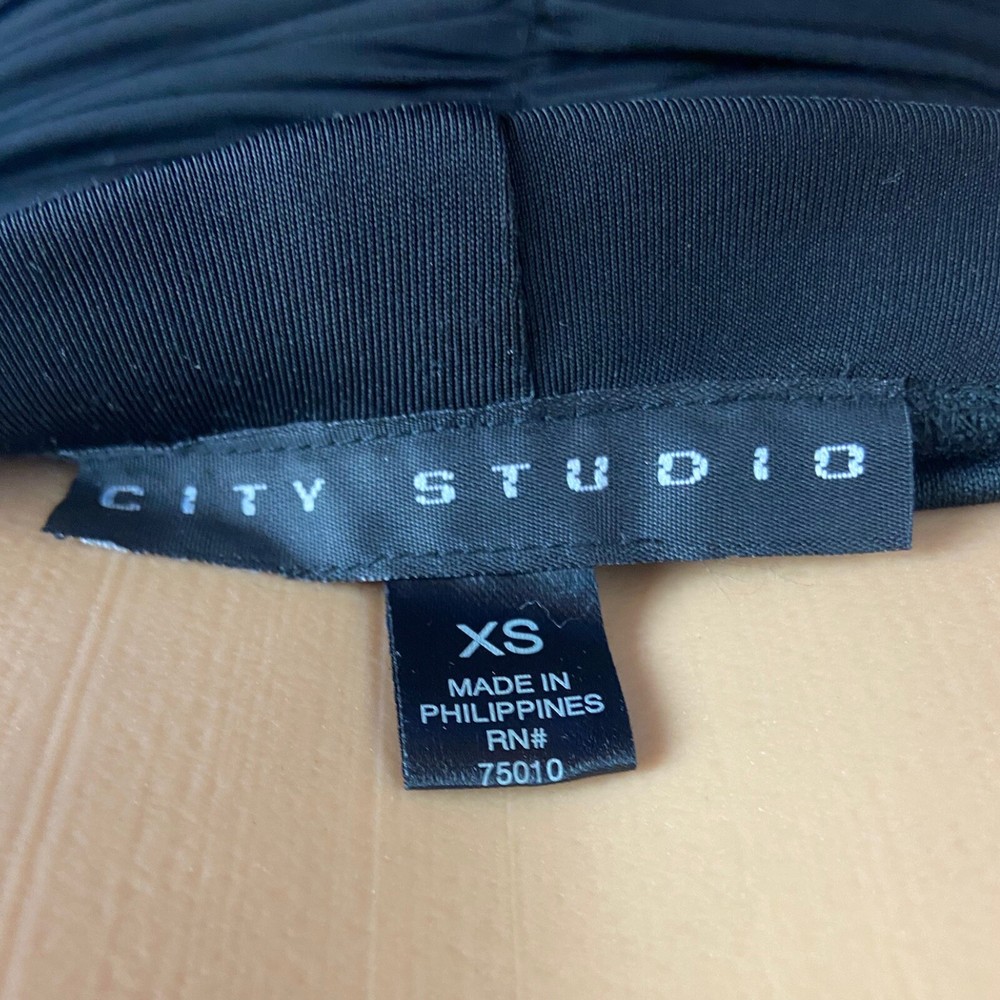 CITY STUDIO
XS
MADE IN
PHILIPPINES
RN#
75010